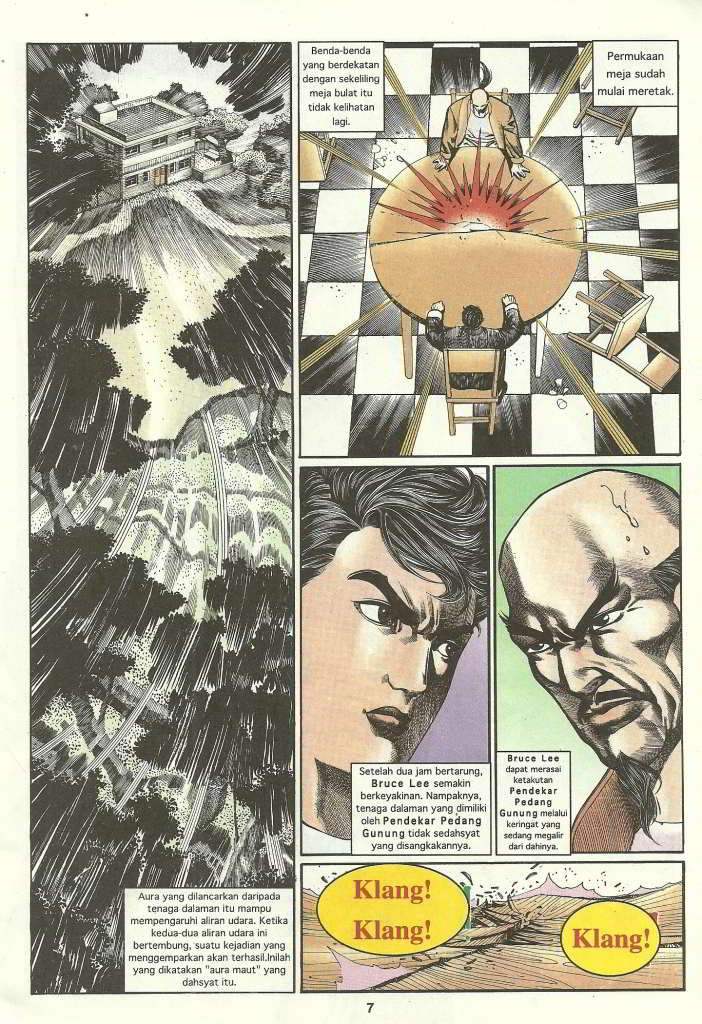 Aura yang dilancarkan daripada
tenaga dalaman itu mampu
mempengaruhi aliran udara. Ketika
kedua-dua aliran udara ini
bertembung, suatu kejadian yang
menggemparkan akan terhasil.Inilah
yang dikatakan "aura maut" yang
dahsyat itu.
Benda-benda
yang berdekatan
dengan sekeliling
meja bulat itu
tidak kelihatan
lagi.
Permukaan
meja sudah
mulai meretak.
Setelah dua jam bertarung,
Bruce Lee semakin
berkeyakinan. Nampaknya,
tenaga dalaman yang dimiliki
oleh Pendekar Pedang
Gunung tidak sedahsyat
yang disangkakannya.
Bruce Lee
dapat merasai
ketakutan
Pendekar
Pedang
Gunung melalui
keringat yang
sedang megalir
dari dahinya.
Klang!
Klang!
Klang!
7